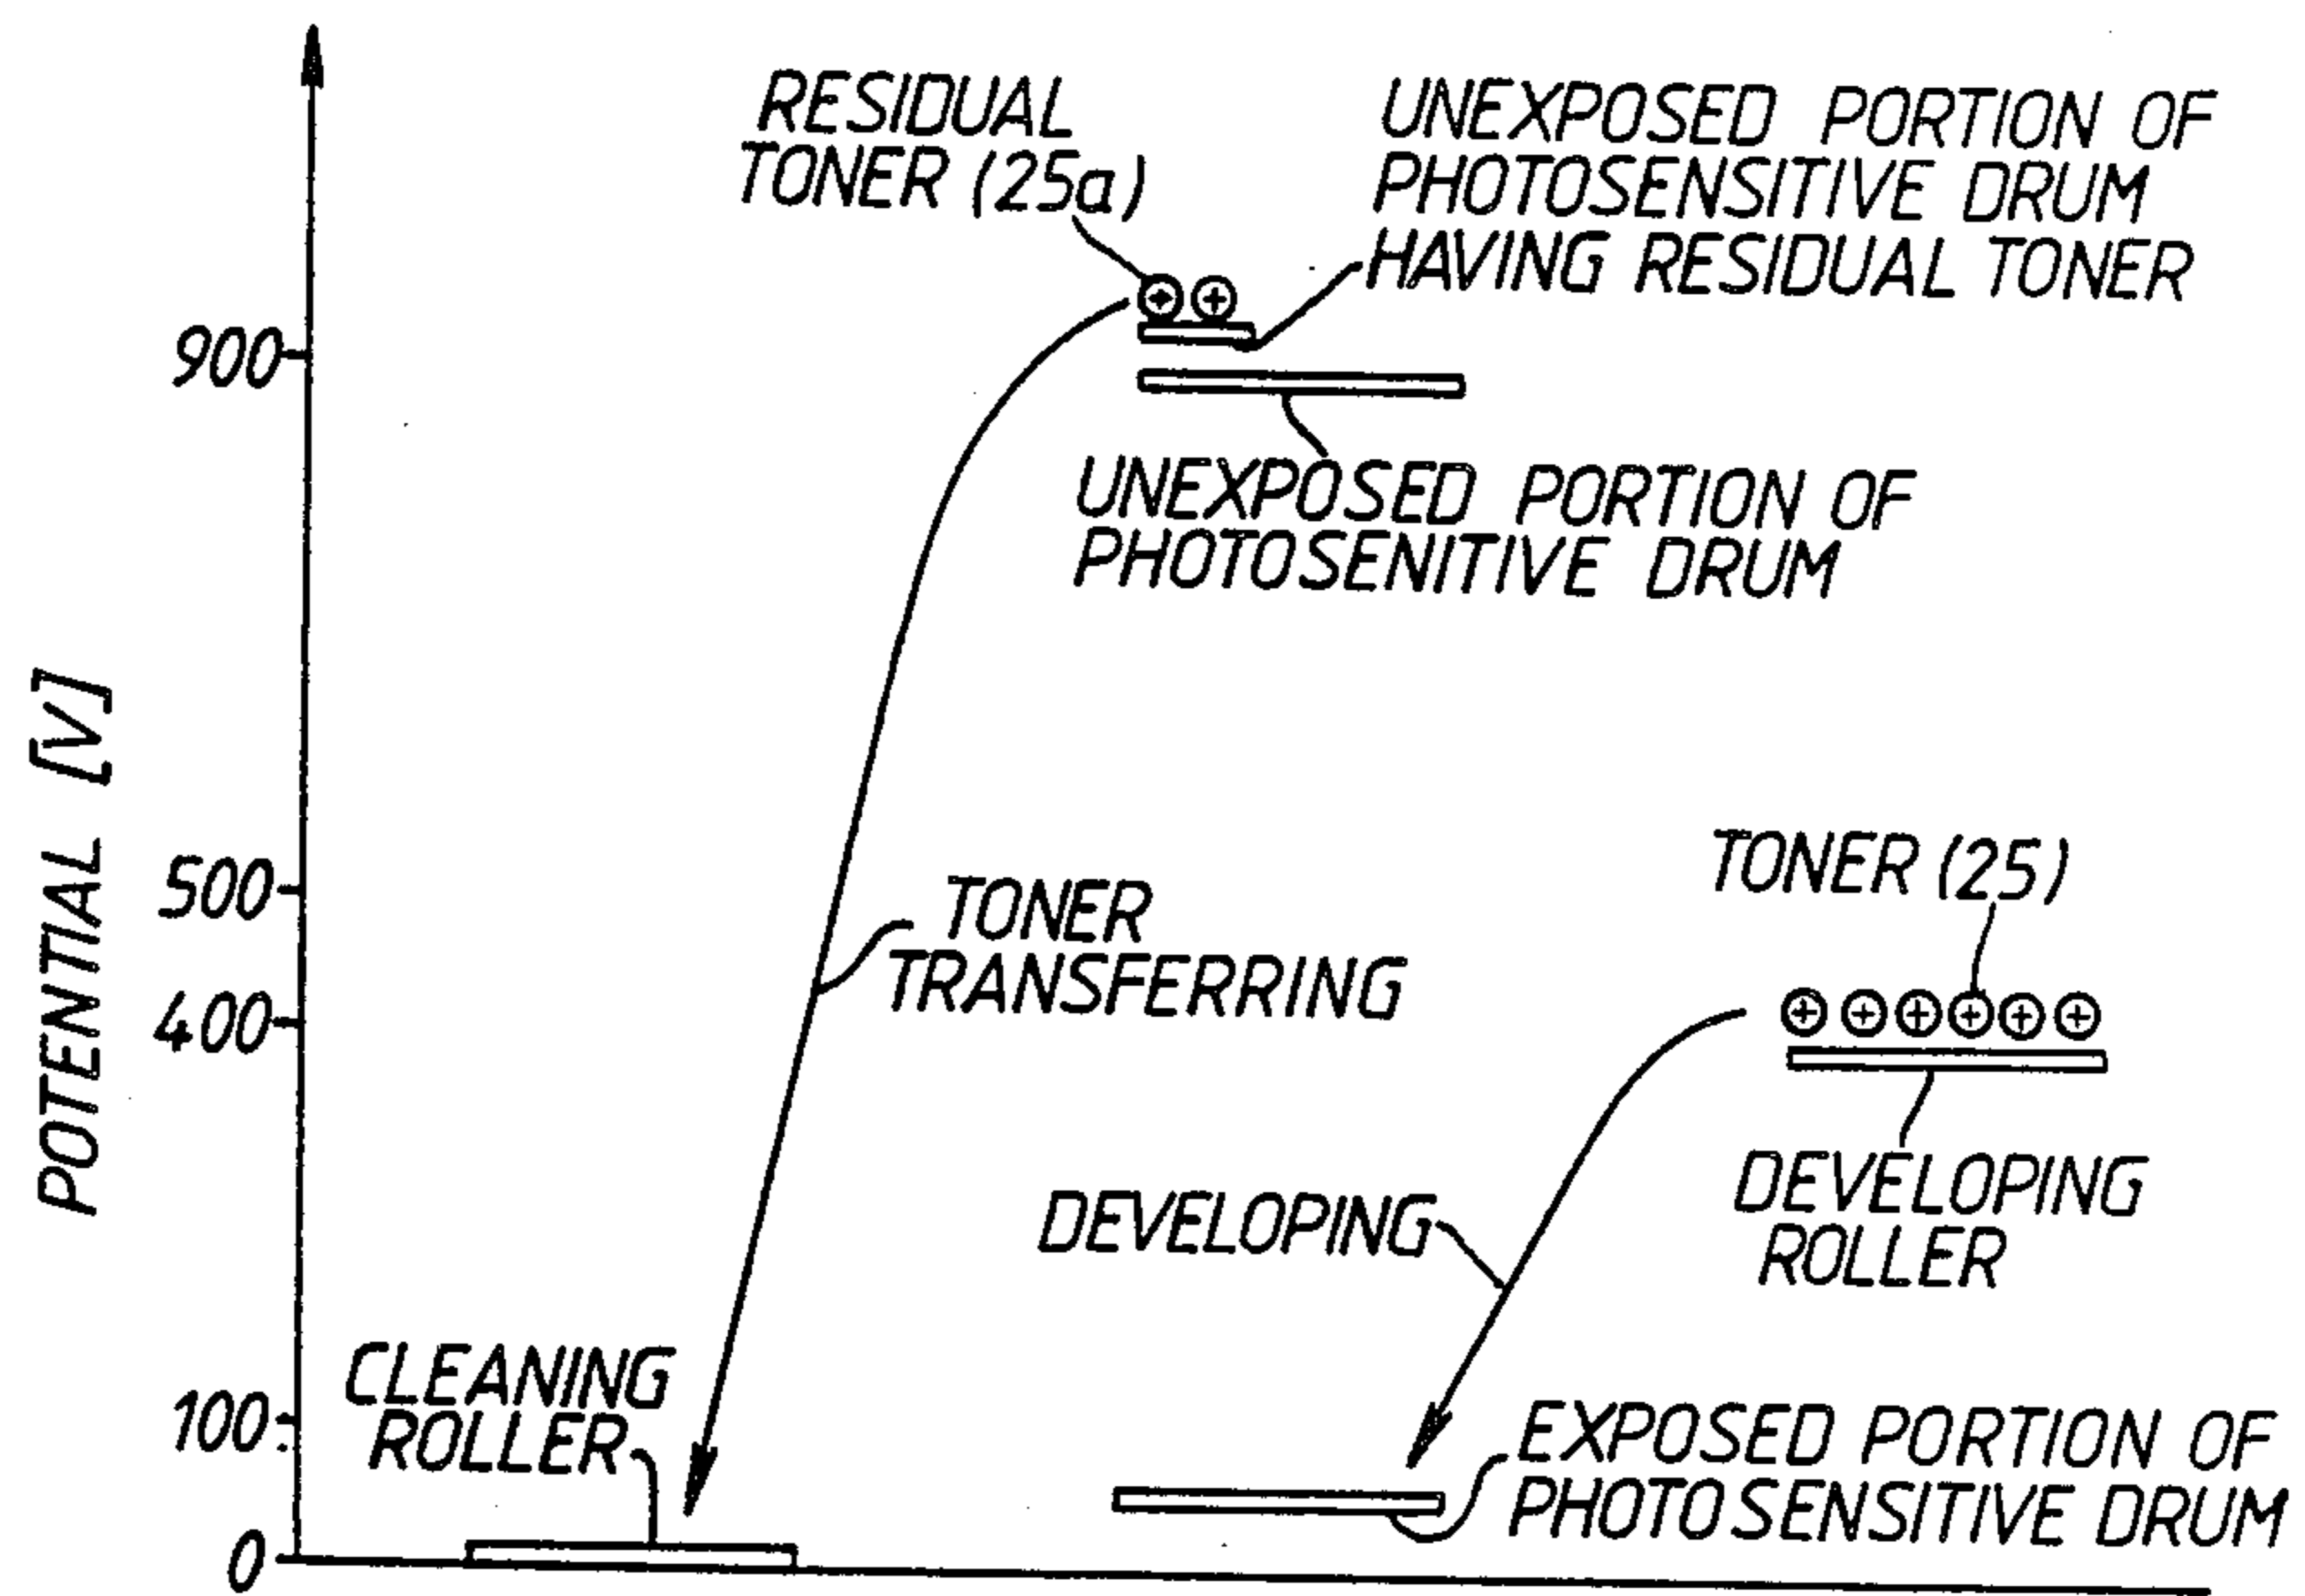 RESIDUAL
TONER (25a)
UNEXPOSED PORTION OF
PHOTOSENSITIVE DRUM
HAVING RESIDUAL TONER
900
UNEXPOSED PORTION OF
PHOTOSENITIVE DRUM
POTENTIAL [V]
500
TONER
TRANSFERRING
TONER (25)
400
DEVELOPING
DEVELOPING
ROLLER
CLEANING
ROLLER
100
EXPOSED PORTION OF
PHOTOSENSITIVE DRUM
0